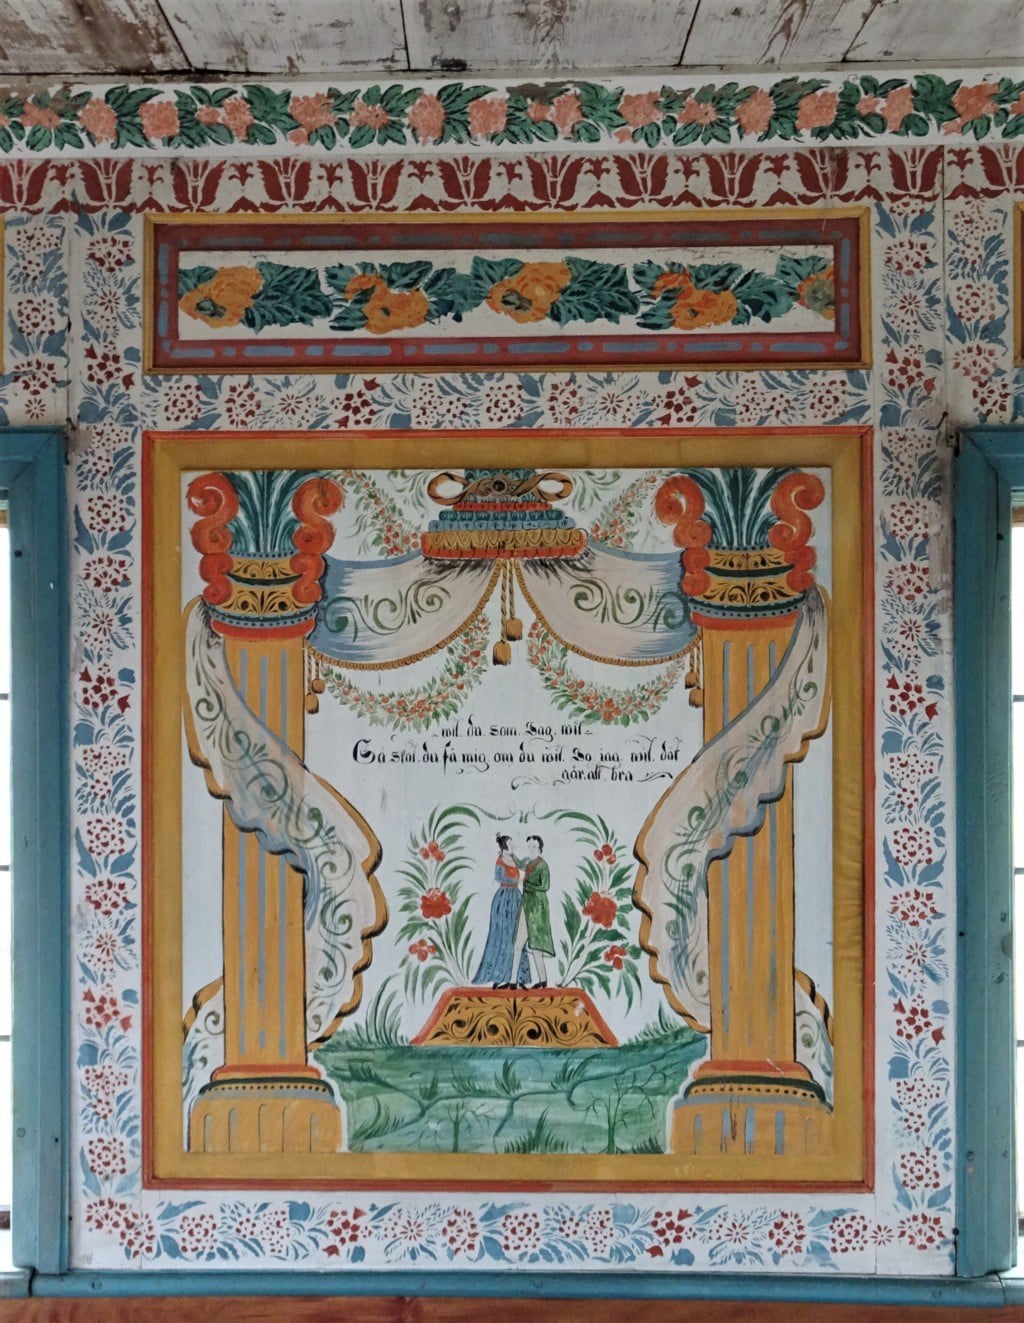 wil. du. som. Jag. wil
Så skal. du få mig om du wil. So. jag. wil. dåt
går. alt. bra